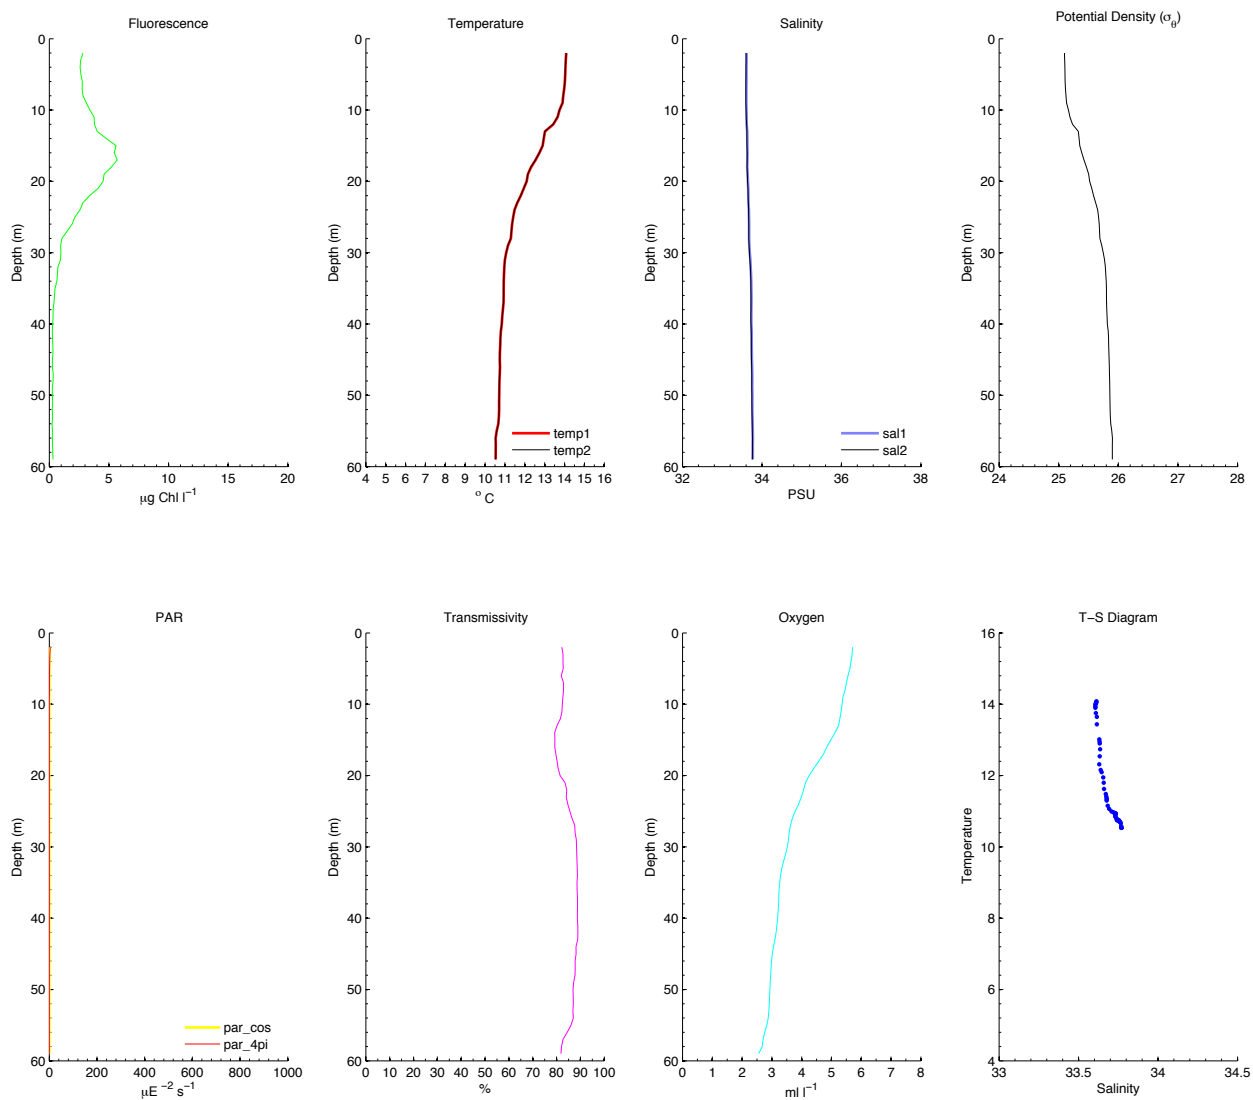 Fluorescence
0
10
20
30
40
50
60
Depth (m)
0 5 10 15 20
μg Chl l⁻¹
Temperature
0
10
20
30
40
50
60
Depth (m)
temp1
temp2
4 5 6 7 8 9 10 11 12 13 14 15 16
° C
Salinity
0
10
20
30
40
50
60
Depth (m)
sal1
sal2
32 34 36 38
PSU
Potential Density (σθ)
0
10
20
30
40
50
60
Depth (m)
24 25 26 27 28
PAR
0
10
20
30
40
50
60
Depth (m)
par_cos
par_4pi
0 200 400 600 800 1000
μE ⁻² s⁻¹
Transmissivity
0
10
20
30
40
50
60
Depth (m)
0 10 20 30 40 50 60 70 80 90 100
%
Oxygen
0
10
20
30
40
50
60
Depth (m)
0 1 2 3 4 5 6 7 8
ml l⁻¹
T−S Diagram
16
14
12
10
8
6
4
Temperature
33 33.5 34 34.5
Salinity